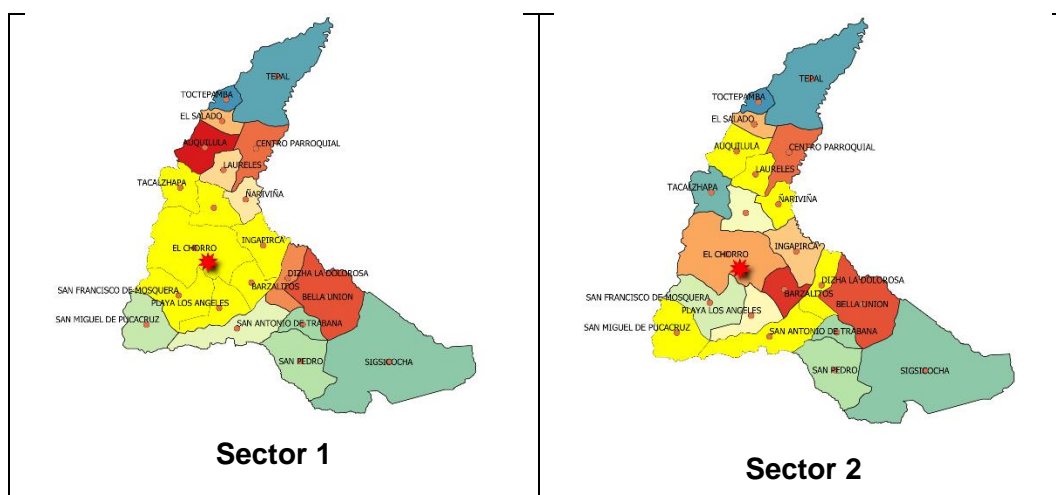 TEPAL
TOCTEPAMBA
EL SALADO
AUQUILULA
CENTRO PARROQUIAL
LAURELES
TACALZHAPA
ÑARIVIÑA
INGAPIRCA
EL CHORRO
DIZHA LA DOLOROSA
SAN FRANCISCO DE MOSQUERA
BARZALITOS
BELLA UNION
PLAYA LOS ANGELES
SAN MIGUEL DE PUCACRUZ
SAN ANTONIO DE TRABANA
SAN PEDRO
SIGSICOCHA
Sector 1
TEPAL
TOCTEPAMBA
EL SALADO
AUQUILULA
CENTRO PARROQUIAL
LAURELES
TACALZHAPA
ÑARIVIÑA
INGAPIRCA
EL CHORRO
DIZHA LA DOLOROSA
BARZALITOS
SAN FRANCISCO DE MOSQUERA
BELLA UNION
PLAYA LOS ANGELES
SAN MIGUEL DE PUCACRUZ
SAN ANTONIO DE TRABANA
SAN PEDRO
SIGSICOCHA
Sector 2